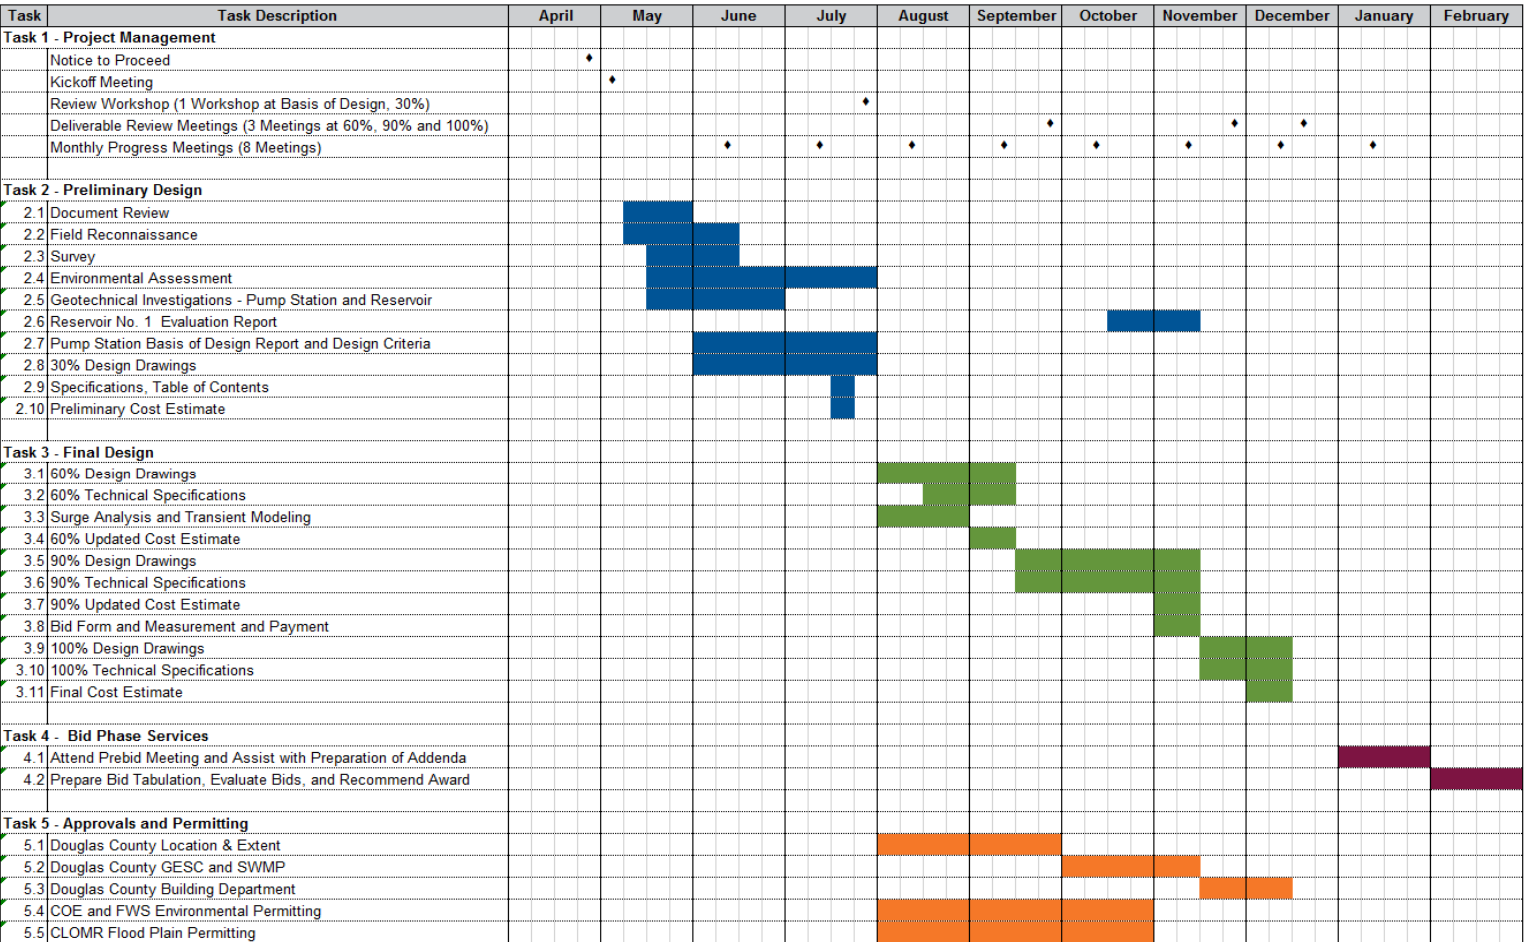 Task Task Description April May June July August September October November December January February
Task 1 - Project Management
Notice to Proceed
Kickoff Meeting
Review Workshop (1 Workshop at Basis of Design, 30%)
Deliverable Review Meetings (3 Meetings at 60%, 90% and 100%)
Monthly Progress Meetings (8 Meetings)
Task 2 - Preliminary Design
2.1 Document Review
2.2 Field Reconnaissance
2.3 Survey
2.4 Environmental Assessment
2.5 Geotechnical Investigations - Pump Station and Reservoir
2.6 Reservoir No. 1 Evaluation Report
2.7 Pump Station Basis of Design Report and Design Criteria
2.8 30% Design Drawings
2.9 Specifications, Table of Contents
2.10 Preliminary Cost Estimate
Task 3 - Final Design
3.1 60% Design Drawings
3.2 60% Technical Specifications
3.3 Surge Analysis and Transient Modeling
3.4 60% Updated Cost Estimate
3.5 90% Design Drawings
3.6 90% Technical Specifications
3.7 90% Updated Cost Estimate
3.8 Bid Form and Measurement and Payment
3.9 100% Design Drawings
3.10 100% Technical Specifications
3.11 Final Cost Estimate
Task 4 - Bid Phase Services
4.1 Attend Prebid Meeting and Assist with Preparation of Addenda
4.2 Prepare Bid Tabulation, Evaluate Bids, and Recommend Award
Task 5 - Approvals and Permitting
5.1 Douglas County Location & Extent
5.2 Douglas County GESC and SWMP
5.3 Douglas County Building Department
5.4 COE and FWS Environmental Permitting
5.5 CLOMR Flood Plain Permitting